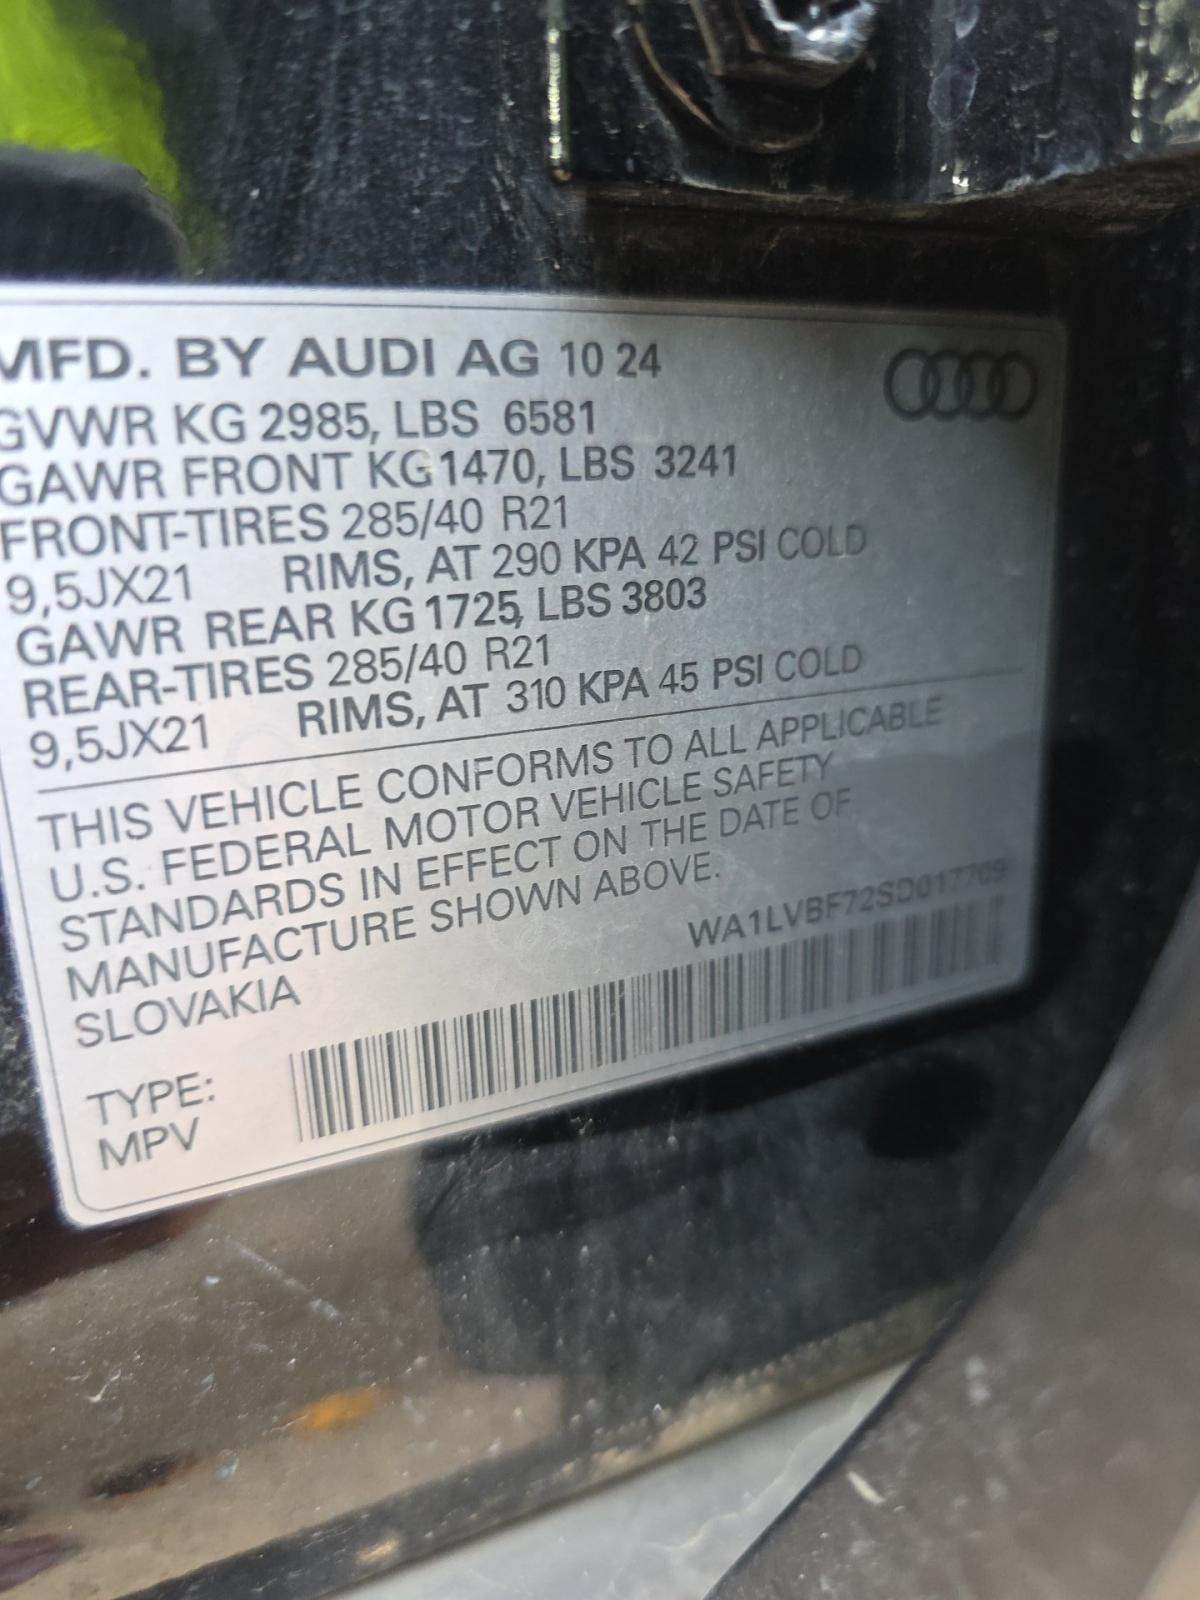 MFD. BY AUDI AG 10 24
GVWR KG 2985, LBS 6581
GAWR FRONT KG 1470, LBS 3241
FRONT-TIRES 285/40 R21
9,5JX21 RIMS, AT 290 KPA 42 PSI COLD
GAWR REAR KG 1725, LBS 3803
REAR-TIRES 285/40 R21
9,5JX21 RIMS, AT 310 KPA 45 PSI COLD
THIS VEHICLE CONFORMS TO ALL APPLICABLE
U.S. FEDERAL MOTOR VEHICLE SAFETY
STANDARDS IN EFFECT ON THE DATE OF
MANUFACTURE SHOWN ABOVE.
SLOVAKIA WA1LVBF72SD017709
TYPE:
MPV